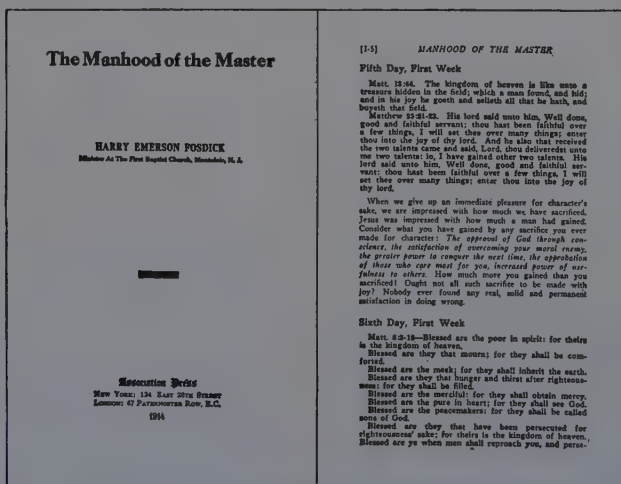 The Manhood of the Master
HARRY EMERSON FOSDICK
Minister At The First Baptist Church, Montclair, N. J.
Association Press
NEW YORK: 124 EAST 28TH STREET
LONDON: 47 PATERNOSTER ROW, E.C.
1914
[I-5] MANHOOD OF THE MASTER
Fifth Day, First Week
Matt. 13:44. The kingdom of heaven is like unto a
treasure hidden in the field; which a man found, and hid;
and in his joy he goeth and selleth all that he hath, and
buyeth that field.
Matthew 25:21-23. His lord said unto him, Well done,
good and faithful servant; thou hast been faithful over
a few things, I will set thee over many things; enter
thou into the joy of thy lord. And he also that received
the two talents came and said, Lord, thou deliveredst unto
me two talents: lo, I have gained other two talents. His
lord said unto him, Well done, good and faithful ser-
vant: thou hast been faithful over a few things, I will
set thee over many things; enter thou into the joy of
thy lord.
When we give up an immediate pleasure for character's
sake, we are impressed with how much we have sacrificed.
Jesus was impressed with how much a man had gained.
Consider what you have gained by any sacrifice you ever
made for character: The approval of God through con-
science, the satisfaction of overcoming your moral enemy,
the greater power to conquer the next time, the approbation
of those who care most for you, increased power of use-
fulness to others. How much more you gained than you
sacrificed! Ought not all such sacrifice to be made with
joy? Nobody ever found any real, solid and permanent
satisfaction in doing wrong.
Sixth Day, First Week
Matt. 5:3-12—Blessed are the poor in spirit: for theirs
is the kingdom of heaven.
Blessed are they that mourn; for they shall be com-
forted.
Blessed are the meek; for they shall inherit the earth.
Blessed are they that hunger and thirst after righteous-
ness: for they shall be filled.
Blessed are the merciful: for they shall obtain mercy.
Blessed are the pure in heart; for they shall see God.
Blessed are the peacemakers: for they shall be called
sons of God.
Blessed are they that have been persecuted for
righteousness' sake; for theirs is the kingdom of heaven.
Blessed are ye when men shall reproach you, and perse-